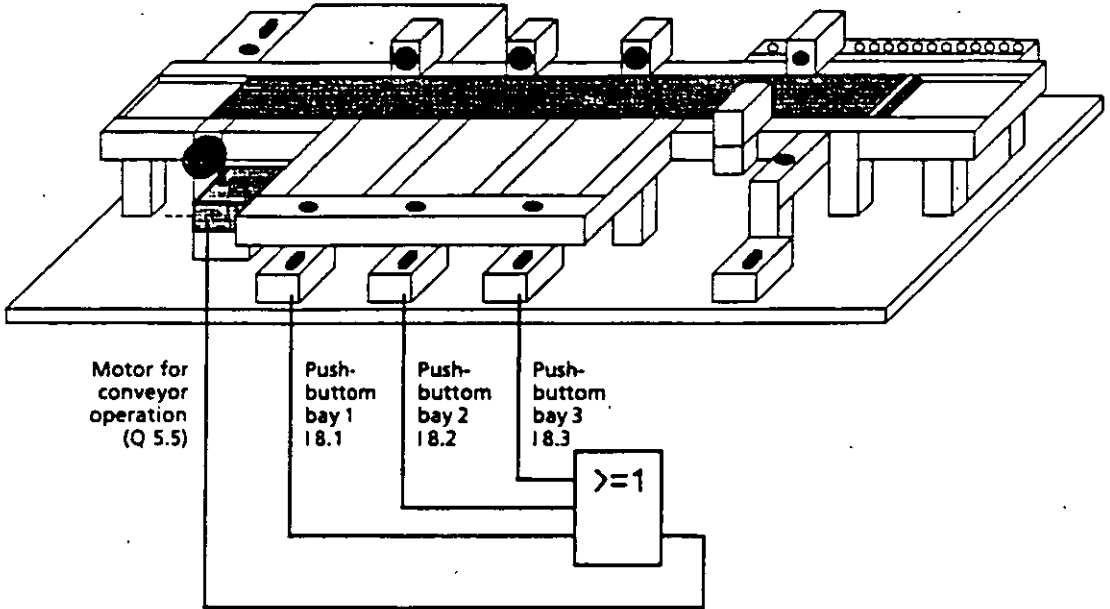 Motor for
conveyor
operation
(Q 5.5)
Push-
buttom
bay 1
I 8.1
Push-
buttom
bay 2
I 8.2
Push-
buttom
bay 3
I 8.3
>=1